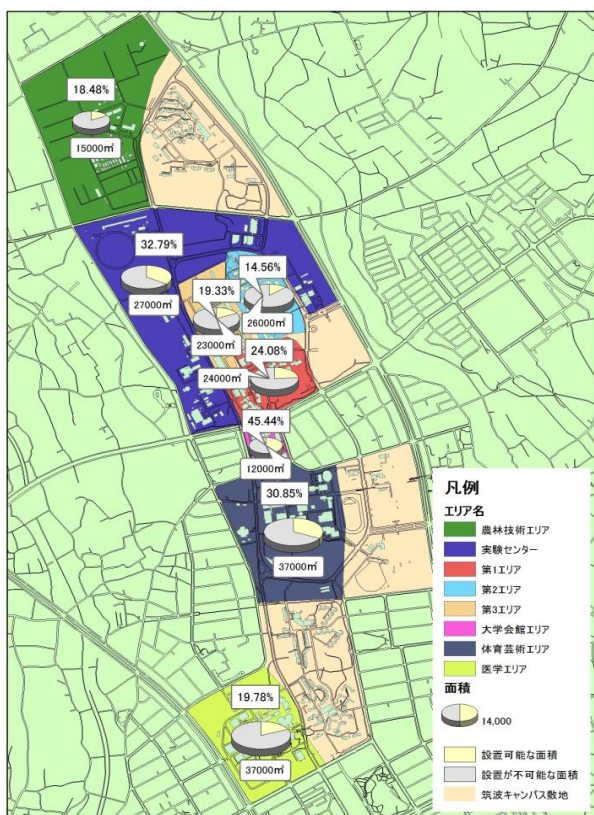 18.48%
15000㎡
32.79%
27000㎡
14.56%
19.33%
26000㎡
23000㎡
24.08%
24000㎡
45.44%
12000㎡
30.85%
37000㎡
19.78%
37000㎡
凡例
エリア名
農林技術エリア
実験センター
第1エリア
第2エリア
第3エリア
大学会館エリア
体育芸術エリア
医学エリア
面積
14,000
設置可能な面積
設置が不可能な面積
筑波キャンパス敷地